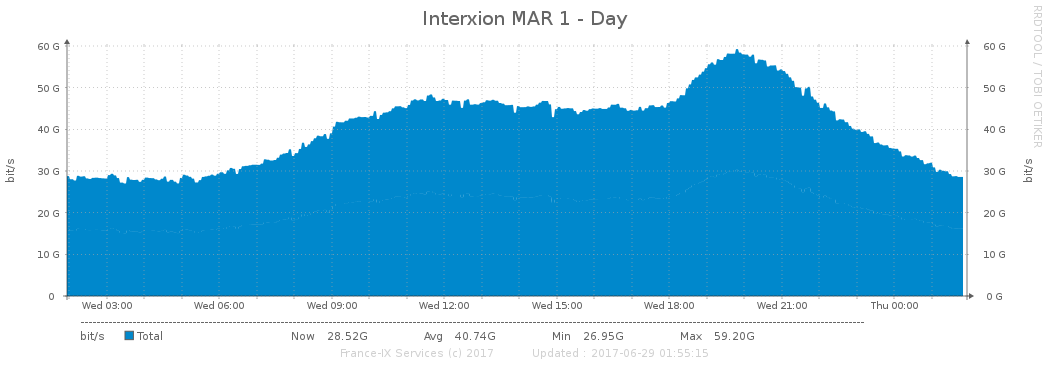 Interxion MAR 1 - Day
RRDTOOL / TOBI OETIKER
bit/s
60 G 60 G
50 G 50 G
40 G 40 G
30 G 30 G
20 G 20 G
10 G 10 G
0 0 G
bit/s
Wed 03:00 Wed 06:00 Wed 09:00 Wed 12:00 Wed 15:00 Wed 18:00 Wed 21:00 Thu 00:00
bit/s Total Now 28.52G Avg 40.74G Min 26.95G Max 59.20G
France-IX Services (c) 2017 Updated : 2017-06-29 01:55:15